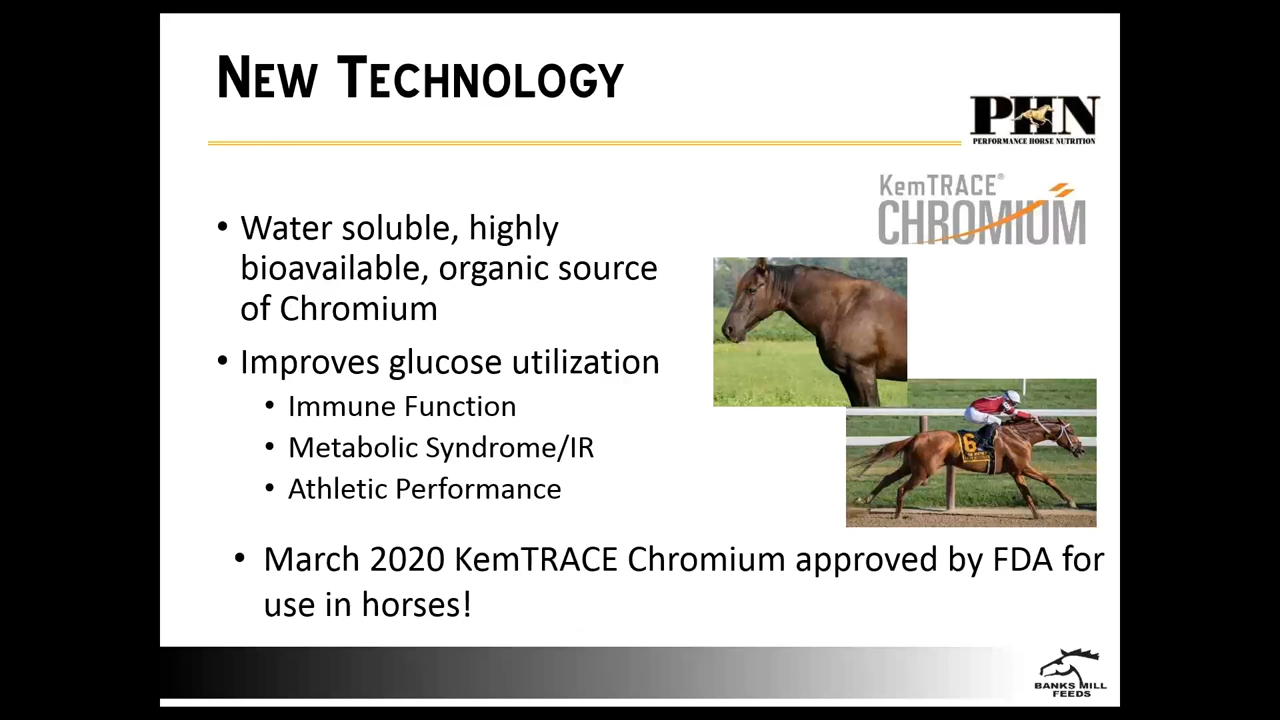 NEW TECHNOLOGY
PHN
PERFORMANCE HORSE NUTRITION
KemTRACE®
CHROMIUM
• Water soluble, highly
bioavailable, organic source
of Chromium
• Improves glucose utilization
• Immune Function
• Metabolic Syndrome/IR
• Athletic Performance
6
• March 2020 KemTRACE Chromium approved by FDA for
use in horses!
BANKS MILL
FEEDS